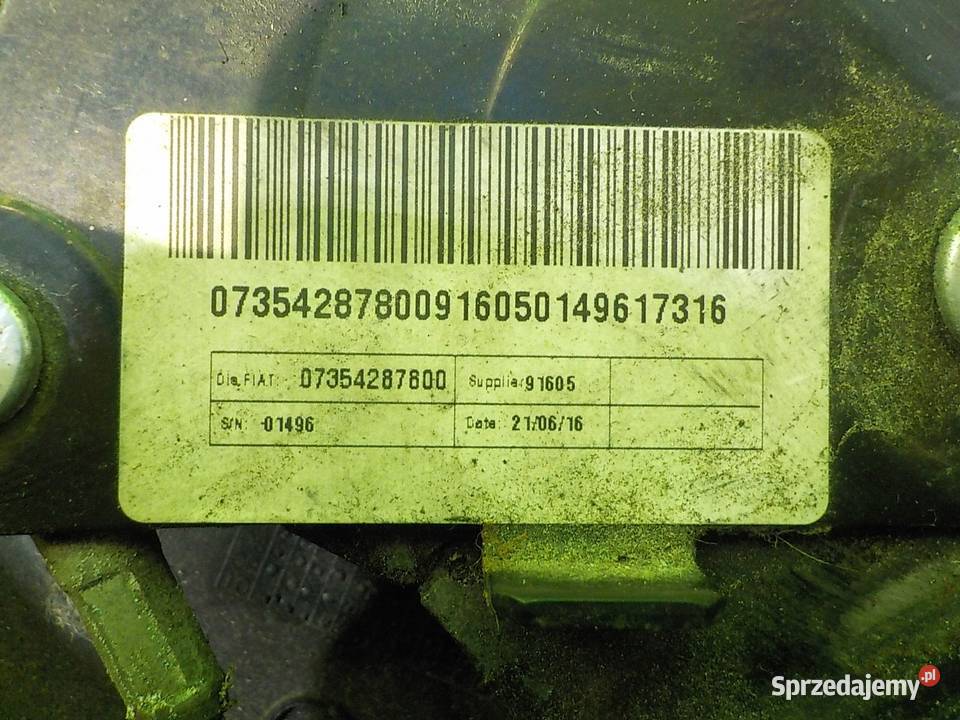 07354287800916050149617316
Dis.FIAT: 07354287800 Supplier 91605
S/N: 01496 Date: 21/06/16
Sprzedajemy.pl